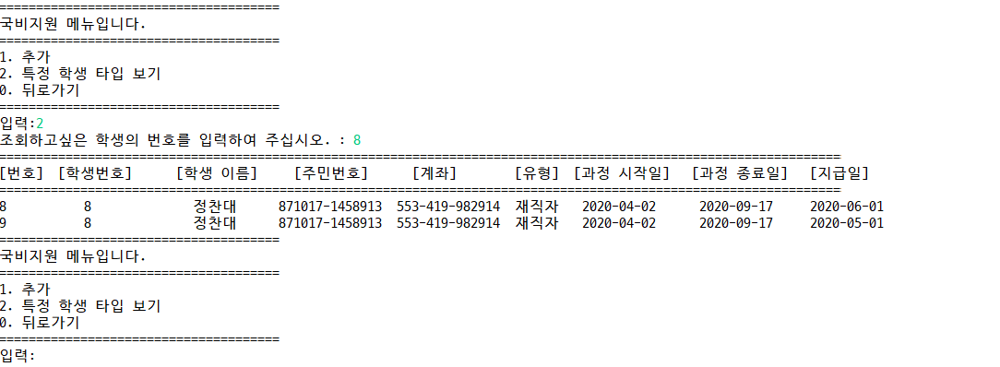 ======================================
국비지원 메뉴입니다.
======================================
1. 추가
2. 특정 학생 타입 보기
0. 뒤로가기
======================================
입력:2
조회하고싶은 학생의 번호를 입력하여 주십시오. : 8
==================================================================================================================
[번호] [학생번호] [학생 이름] [주민번호] [계좌] [유형] [과정 시작일] [과정 종료일] [지급일]
==================================================================================================================
8 8 정찬대 871017-1458913 553-419-982914 재직자 2020-04-02 2020-09-17 2020-06-01
9 8 정찬대 871017-1458913 553-419-982914 재직자 2020-04-02 2020-09-17 2020-05-01
======================================
국비지원 메뉴입니다.
======================================
1. 추가
2. 특정 학생 타입 보기
0. 뒤로가기
======================================
입력: